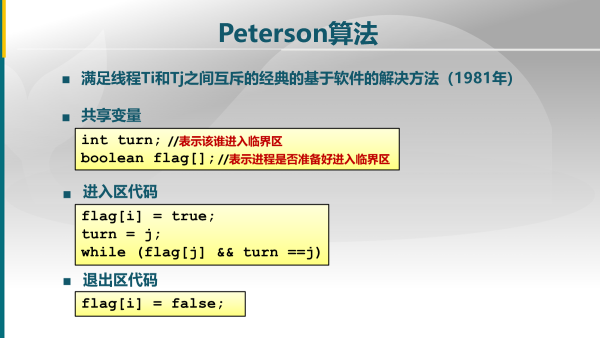 Peterson算法
满足线程Ti和Tj之间互斥的经典的基于软件的解决方法（1981年）
共享变量
int turn; //表示该谁进入临界区
boolean flag[]; //表示进程是否准备好进入临界区
进入区代码
flag[i] = true;
turn = j;
while (flag[j] && turn ==j)
退出区代码
flag[i] = false;